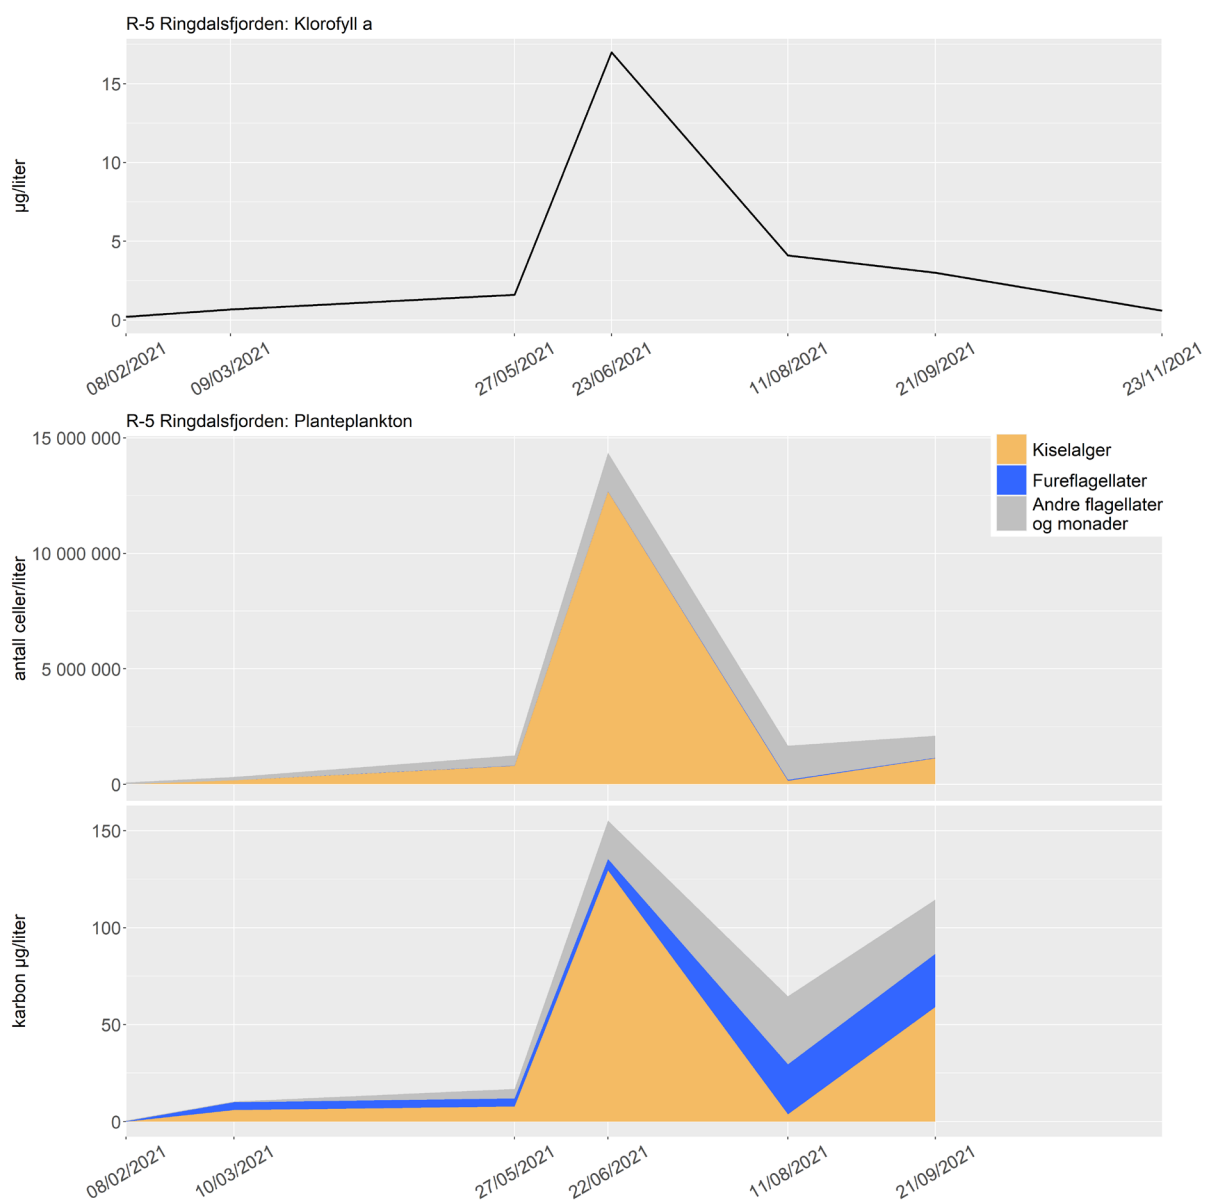 R-5 Ringdalsfjorden: Klorofyll a
15
10
5
0
µg/liter
08/02/2021
09/03/2021
27/05/2021
23/06/2021
11/08/2021
21/09/2021
23/11/2021
R-5 Ringdalsfjorden: Planteplankton
15 000 000
10 000 000
5 000 000
0
antall celler/liter
Kiselalger
Fureflagellater
Andre flagellater
og monader
150
100
50
0
karbon µg/liter
08/02/2021
10/03/2021
27/05/2021
22/06/2021
11/08/2021
21/09/2021